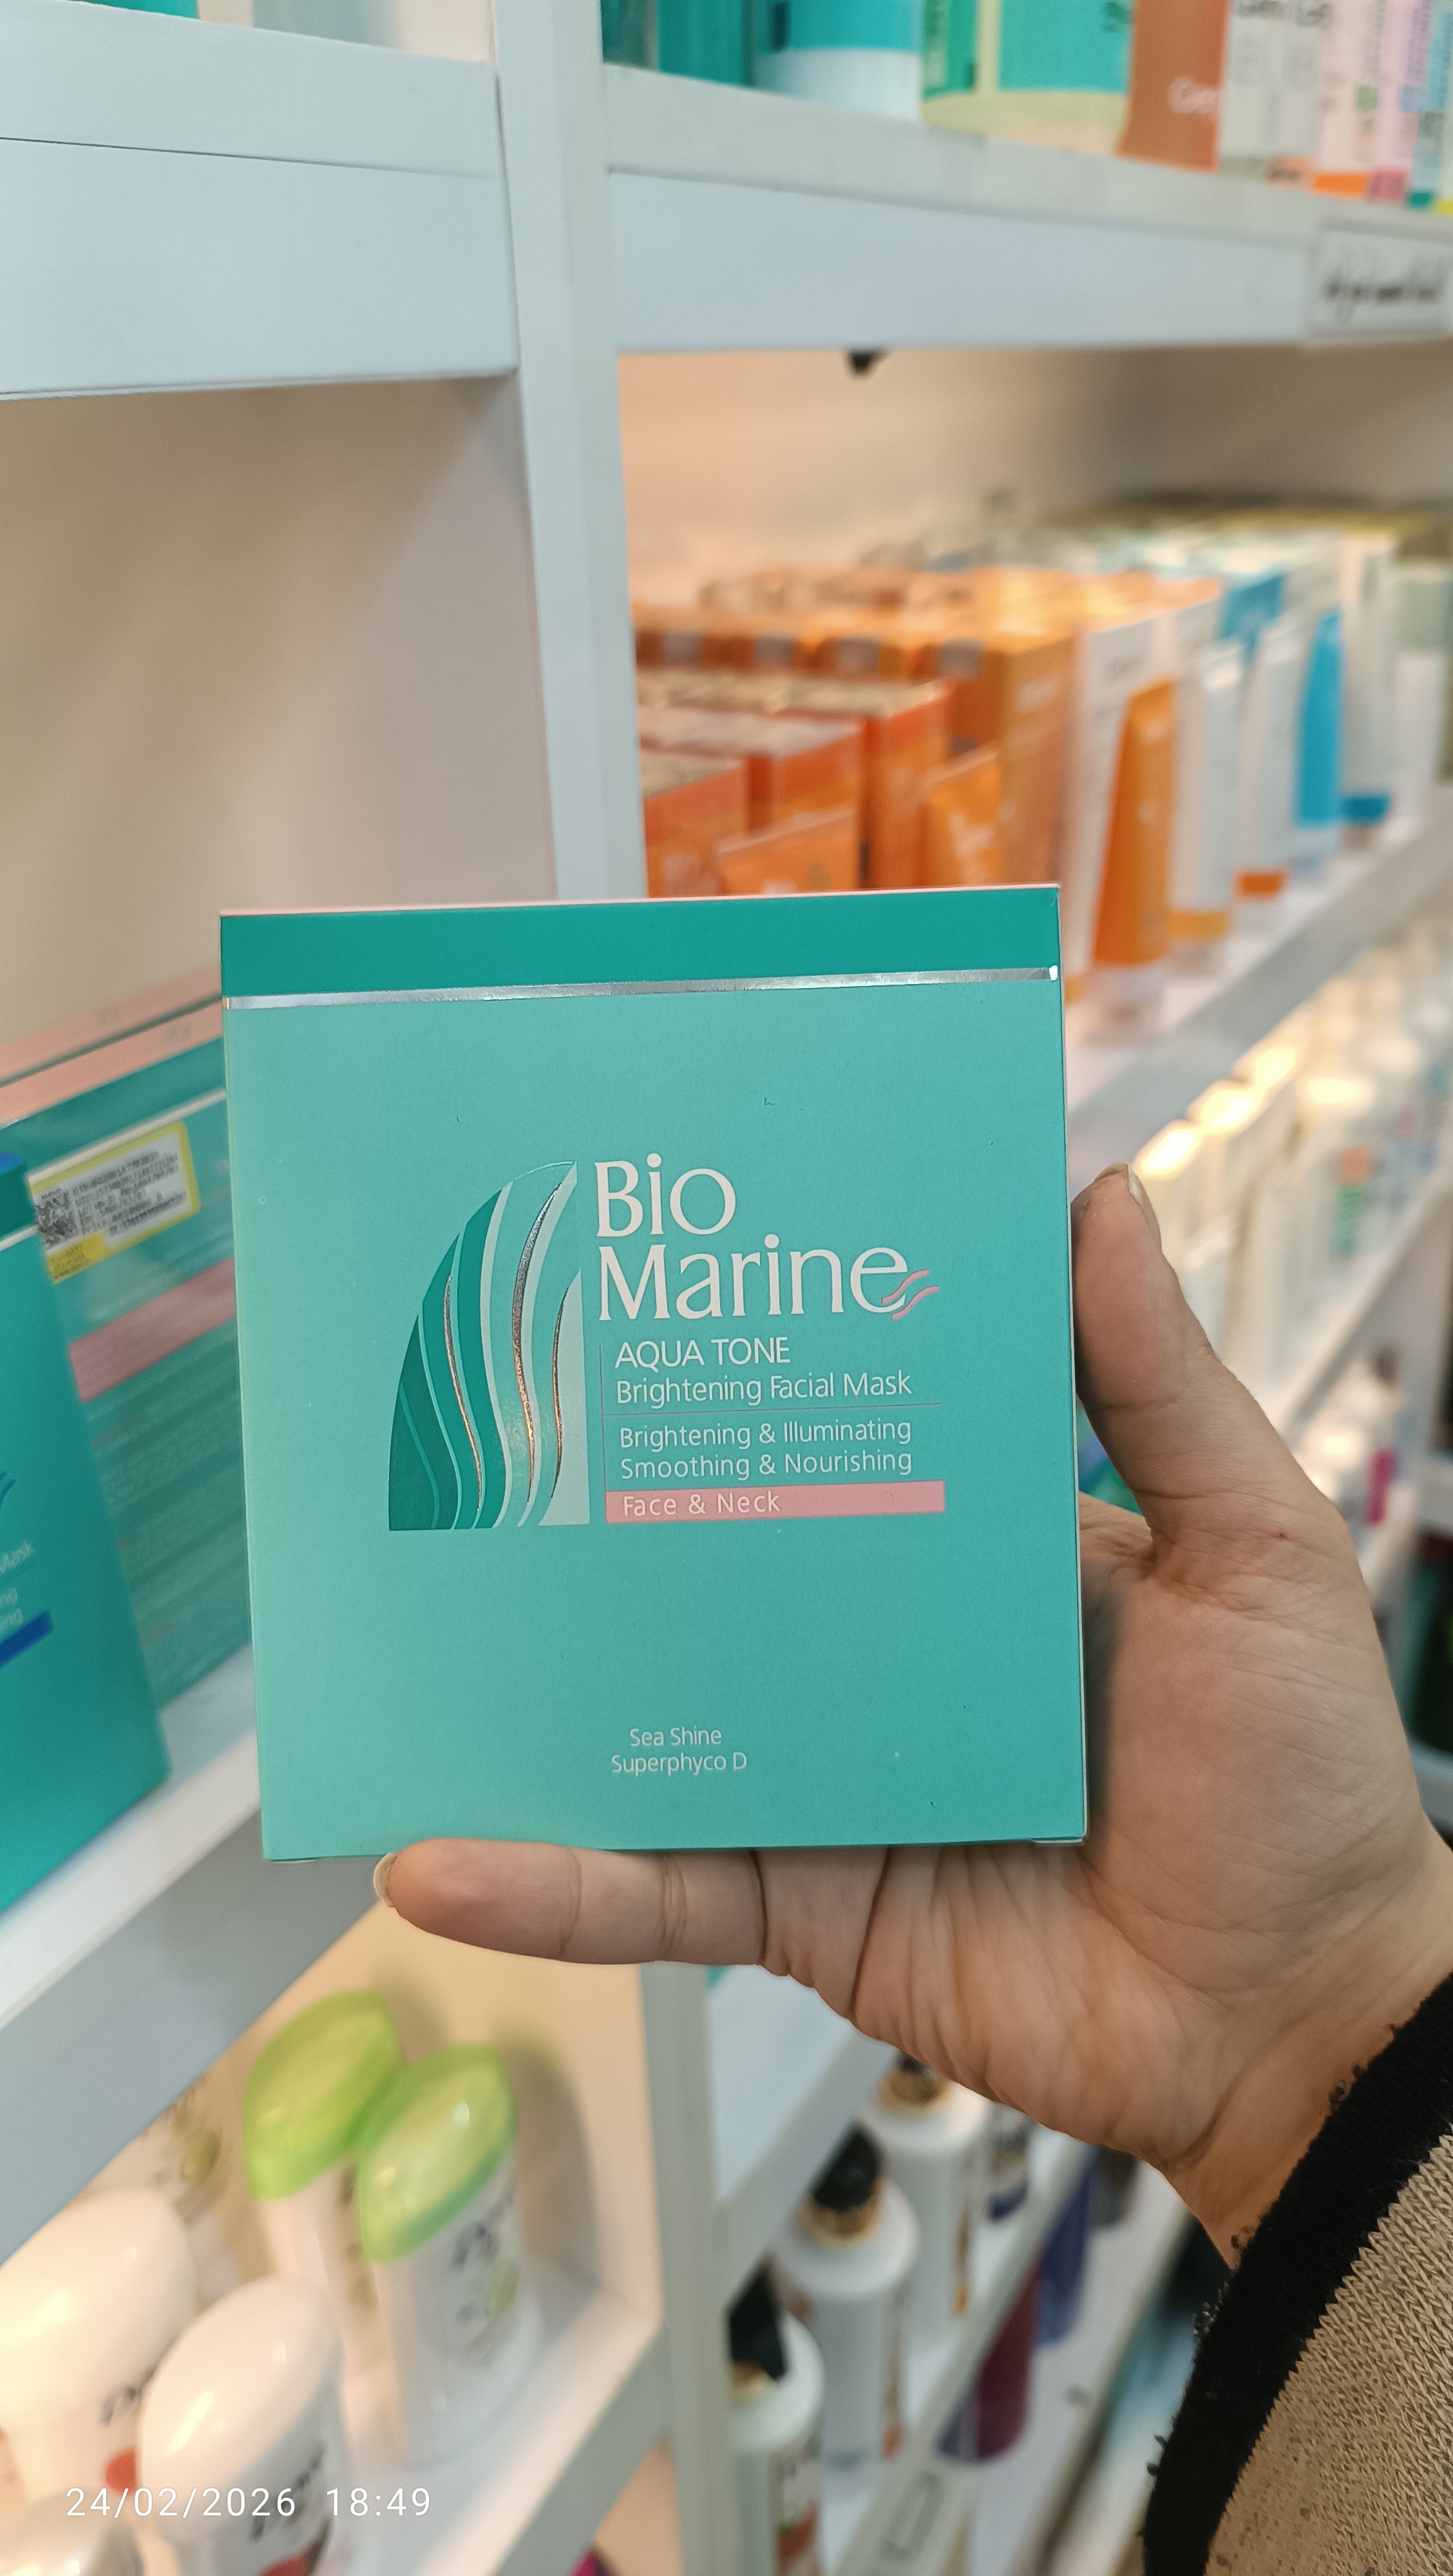 Bio
Marine
AQUA TONE
Brightening Facial Mask
Brightening & Illuminating
Smoothing & Nourishing
Face & Neck
Sea Shine
Superphyco D
24/02/2026 18:49